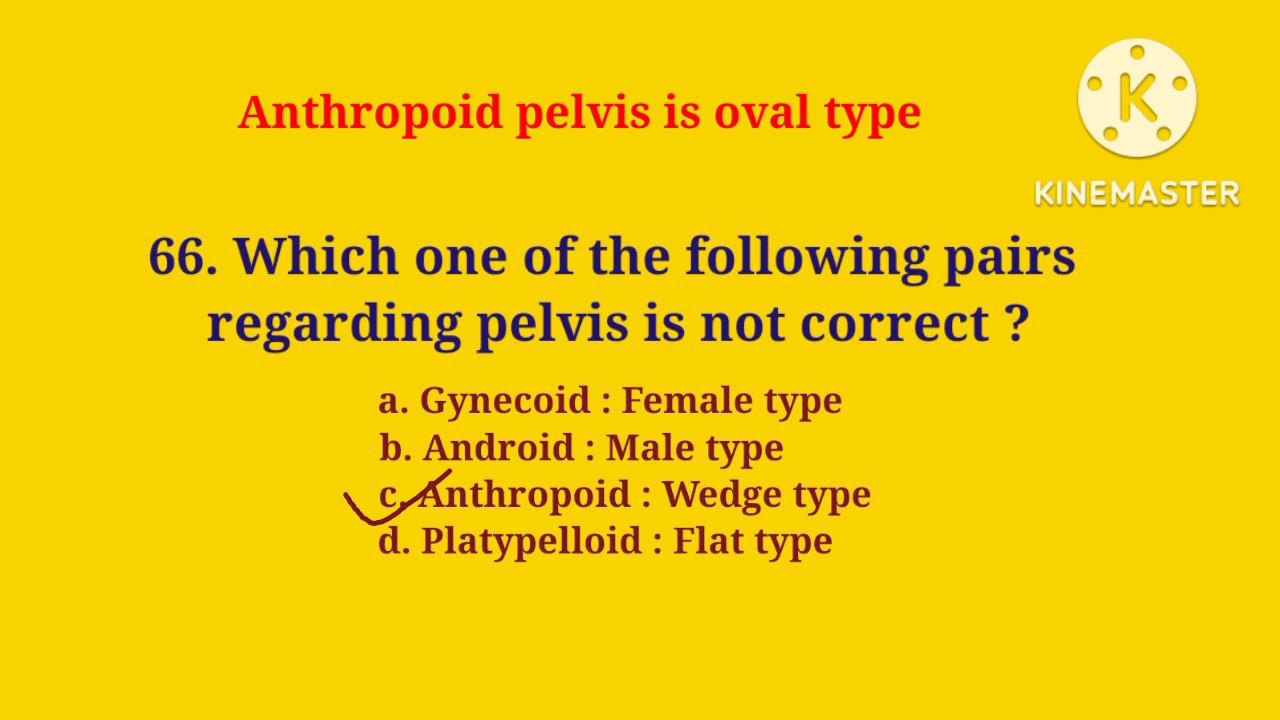 Anthropoid pelvis is oval type
K
KINEMASTER
66. Which one of the following pairs
regarding pelvis is not correct ?
a. Gynecoid : Female type
b. Android : Male type
c. Anthropoid : Wedge type
d. Platypelloid : Flat type